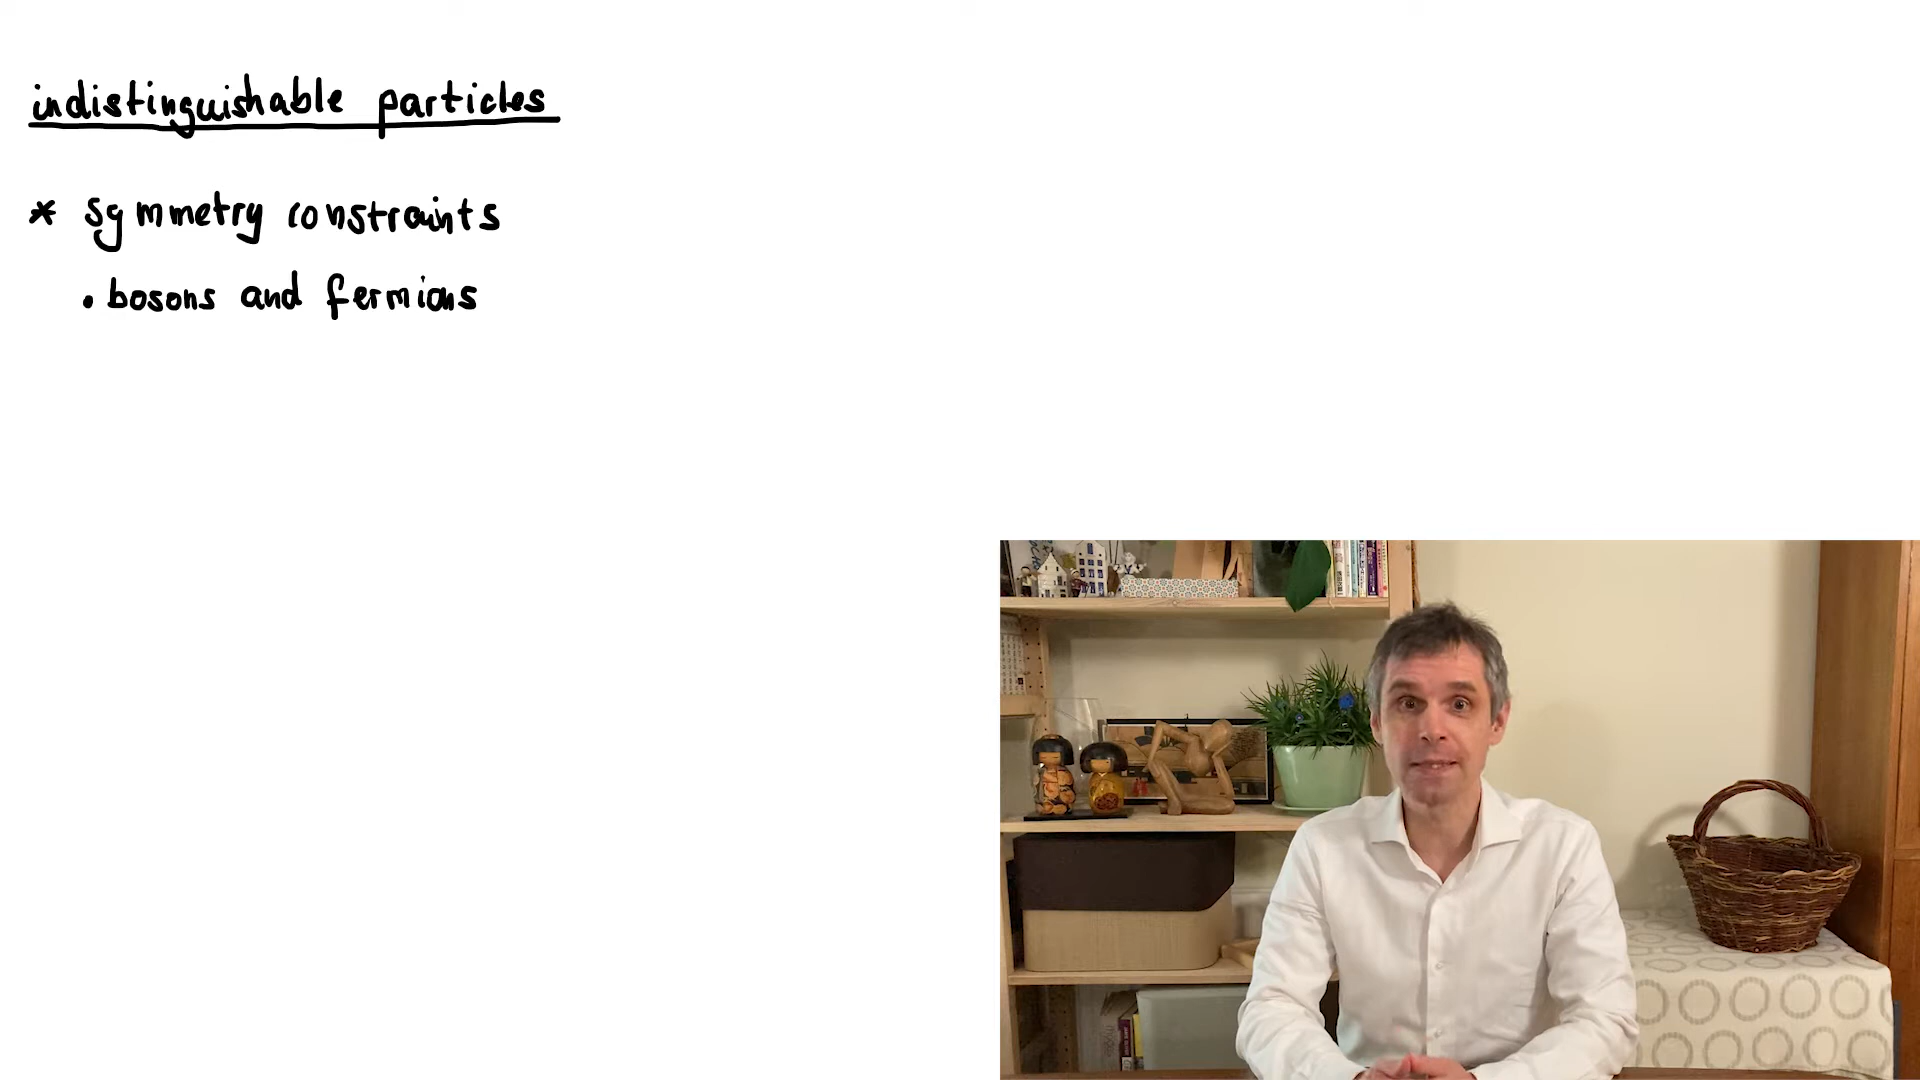 indistinguishable particles
* symmetry constraints
• bosons and fermions